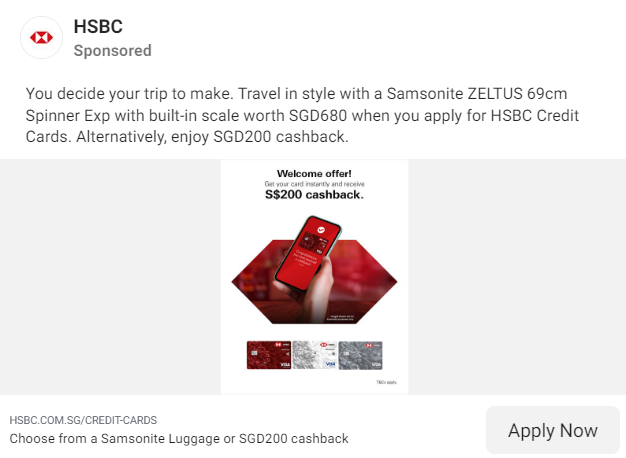 HSBC
Sponsored
You decide your trip to make. Travel in style with a Samsonite ZELTUS 69cm
Spinner Exp with built-in scale worth SGD680 when you apply for HSBC Credit
Cards. Alternatively, enjoy SGD200 cashback.
Welcome offer!
Get your card instantly and receive
S$200 cashback.
VISA
VISA
VISA
T&Cs apply.
HSBC.COM.SG/CREDIT-CARDS
Choose from a Samsonite Luggage or SGD200 cashback
Apply Now